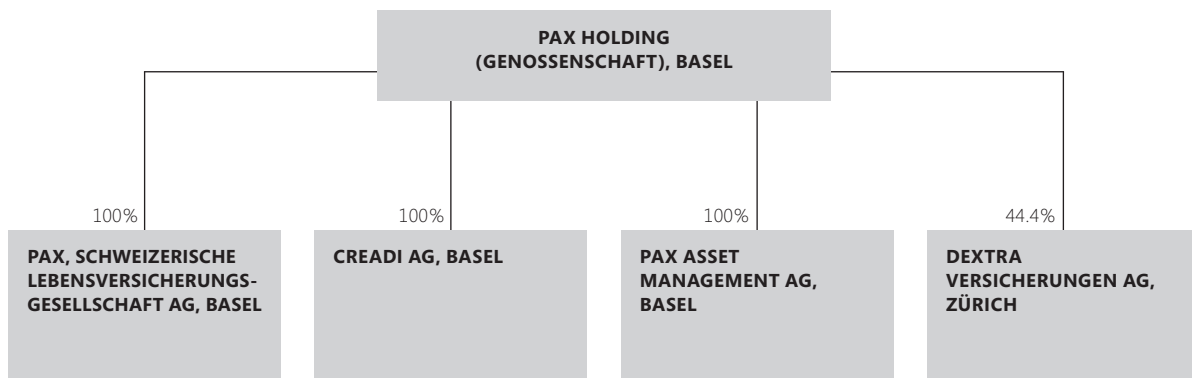 PAX HOLDING
(GENOSSENSCHAFT), BASEL
100%
100%
100%
44.4%
PAX, SCHWEIZERISCHE
LEBENSVERSICHERUNGS-
GESELLSCHAFT AG, BASEL
CREADI AG, BASEL
PAX ASSET
MANAGEMENT AG,
BASEL
DEXTRA
VERSICHERUNGEN AG,
ZÜRICH